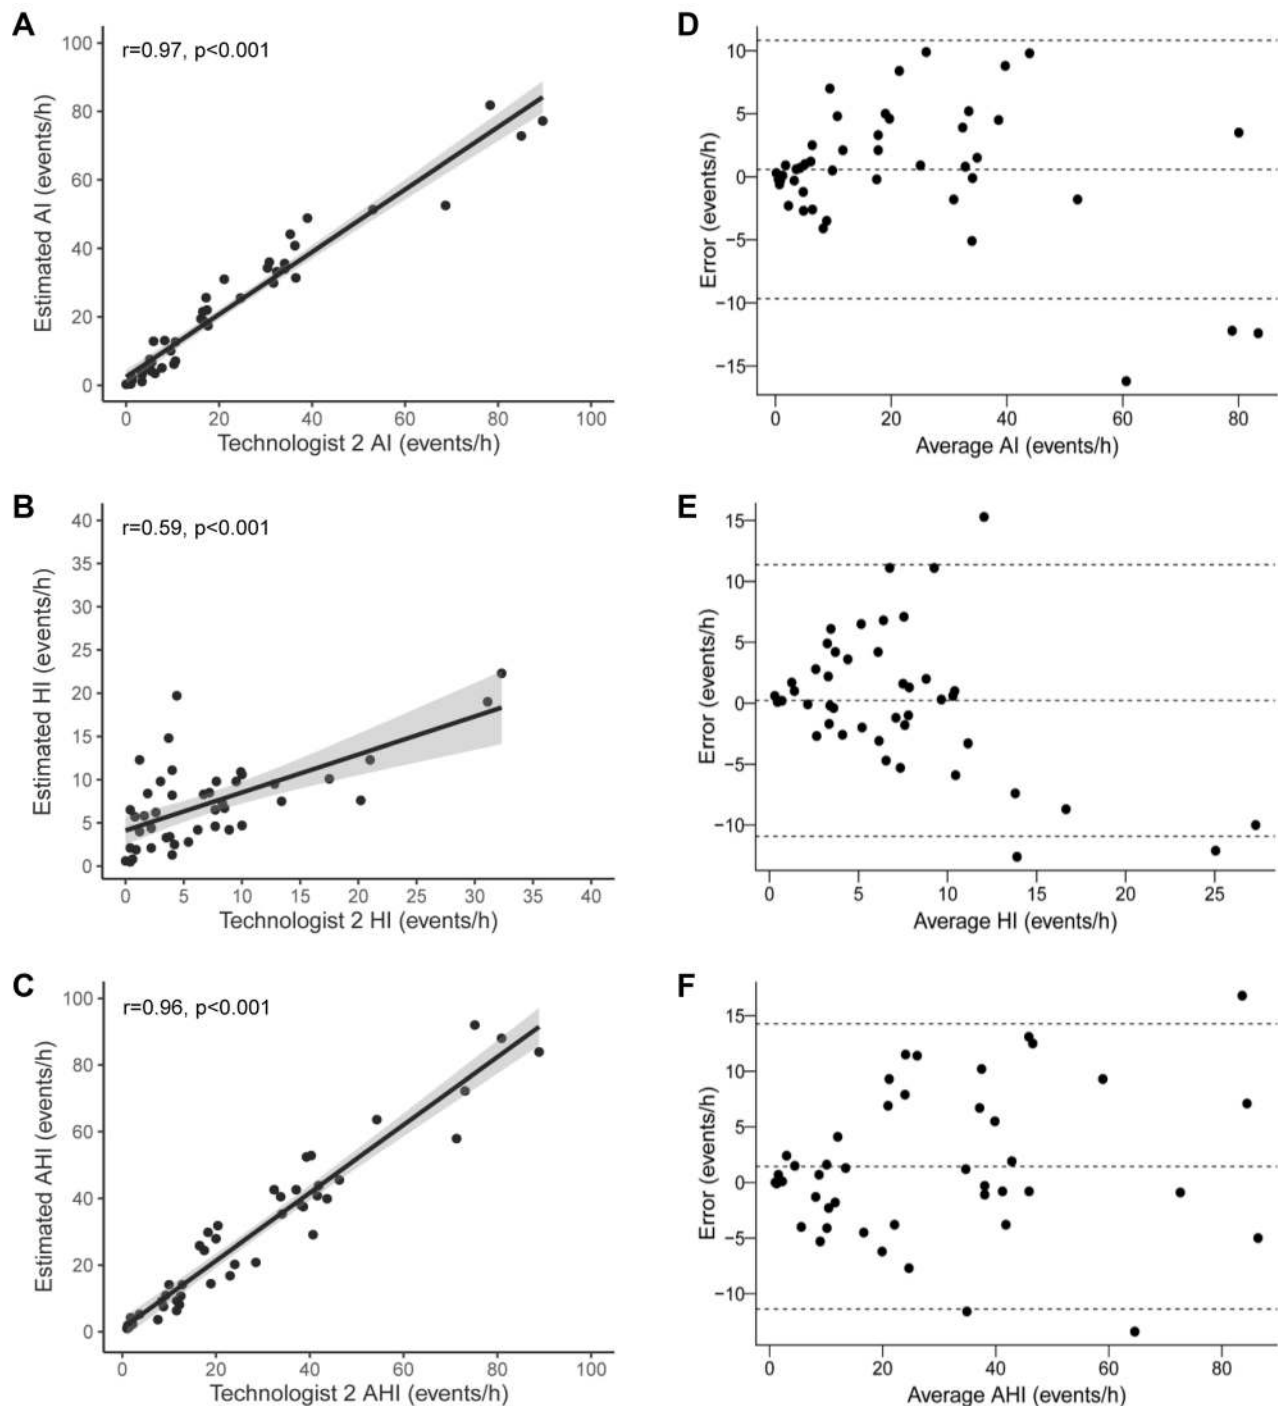 A
r=0.97, p<0.001
Estimated AI (events/h)
100
80
60
40
20
0
0 20 40 60 80 100
Technologist 2 AI (events/h)
D
Error (events/h)
10
5
0
−5
−10
−15
0 20 40 60 80
Average AI (events/h)
B
r=0.59, p<0.001
Estimated HI (events/h)
40
35
30
25
20
15
10
5
0
0 5 10 15 20 25 30 35 40
Technologist 2 HI (events/h)
E
Error (events/h)
15
10
5
0
−5
−10
0 5 10 15 20 25
Average HI (events/h)
C
r=0.96, p<0.001
Estimated AHI (events/h)
100
80
60
40
20
0
0 20 40 60 80 100
Technologist 2 AHI (events/h)
F
Error (events/h)
15
10
5
0
−5
−10
0 20 40 60 80
Average AHI (events/h)